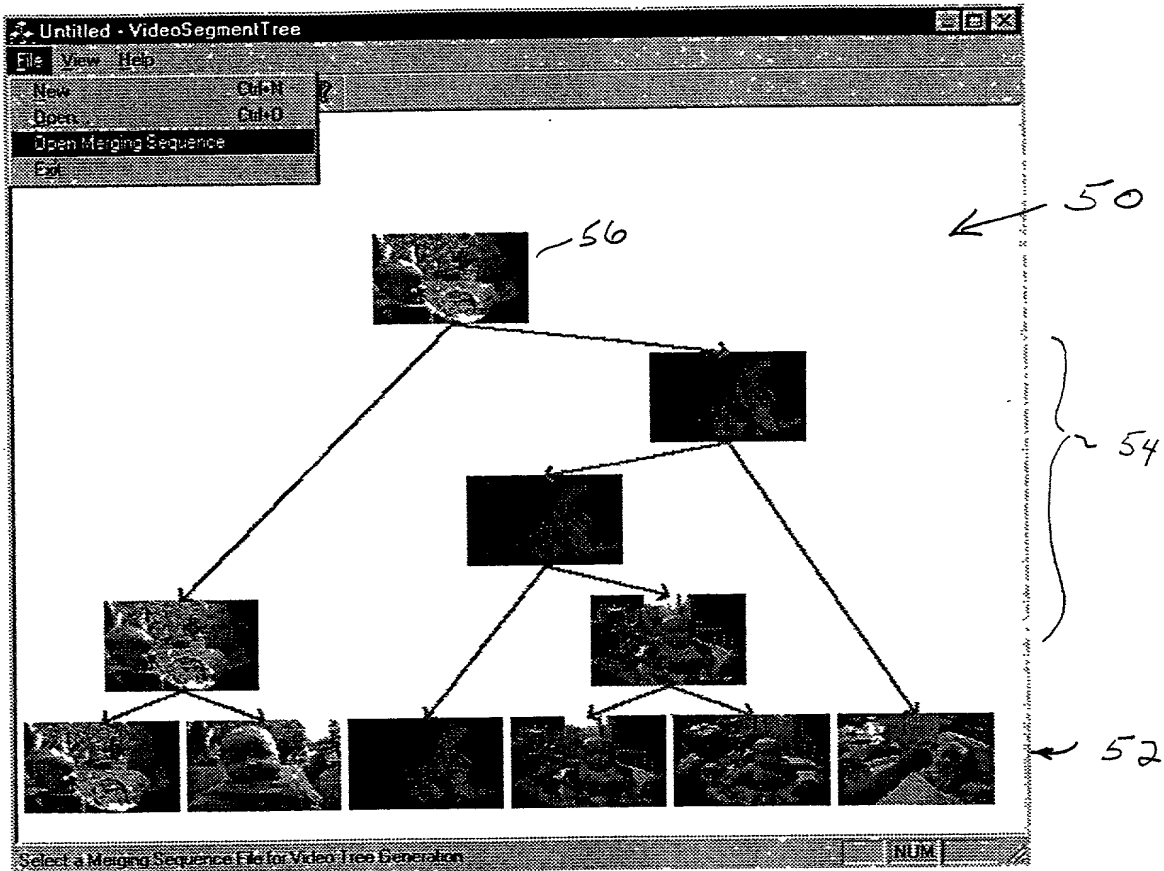 Untitled - VideoSegmentTree
File View Help
New Ctrl+N
Open... Ctrl+O
Open Merging Sequence
Exit
?
50
56
54
52
Select a Merging Sequence File for Video Tree Generation
NUM